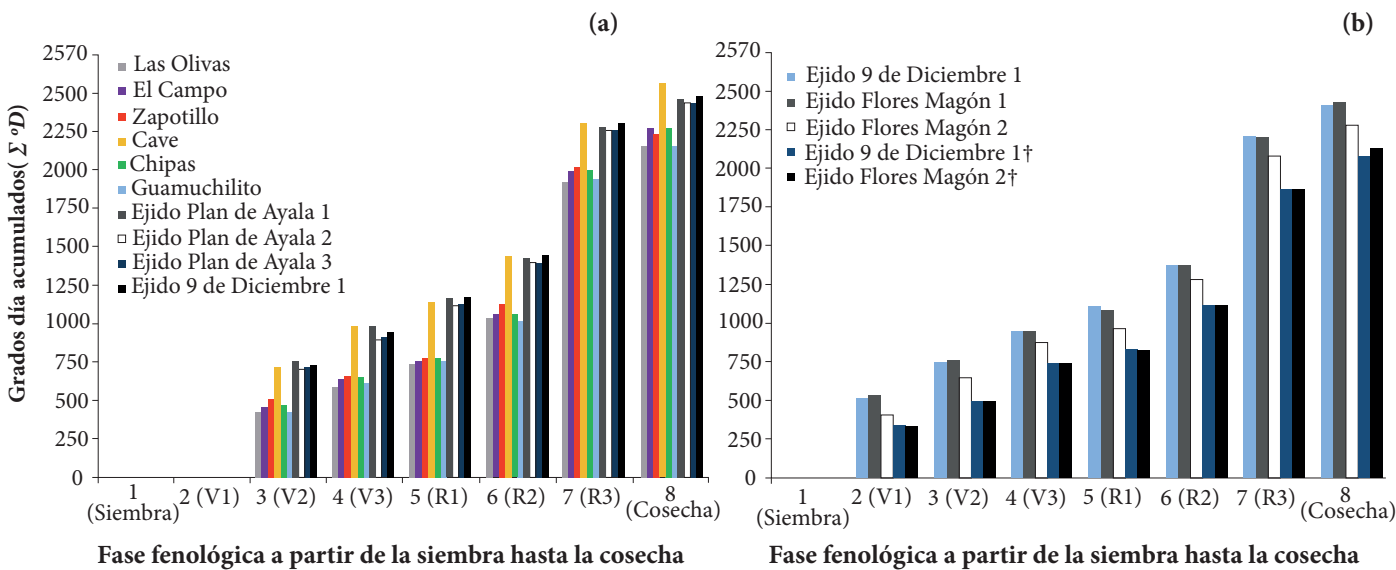 (a)
Grados día acumulados( Σ °D)
2570
2500
2250
2000
1750
1500
1250
1000
750
500
250
0
Las Olivas
El Campo
Zapotillo
Cave
Chipas
Guamuchilito
Ejido Plan de Ayala 1
Ejido Plan de Ayala 2
Ejido Plan de Ayala 3
Ejido 9 de Diciembre 1
1 (Siembra)
2 (V1)
3 (V2)
4 (V3)
5 (R1)
6 (R2)
7 (R3)
8 (Cosecha)
Fase fenológica a partir de la siembra hasta la cosecha
(b)
2570
2500
2250
2000
1750
1500
1250
1000
750
500
250
0
Ejido 9 de Diciembre 1
Ejido Flores Magón 1
Ejido Flores Magón 2
Ejido 9 de Diciembre 1†
Ejido Flores Magón 2†
1 (Siembra)
2 (V1)
3 (V2)
4 (V3)
5 (R1)
6 (R2)
7 (R3)
8 (Cosecha)
Fase fenológica a partir de la siembra hasta la cosecha